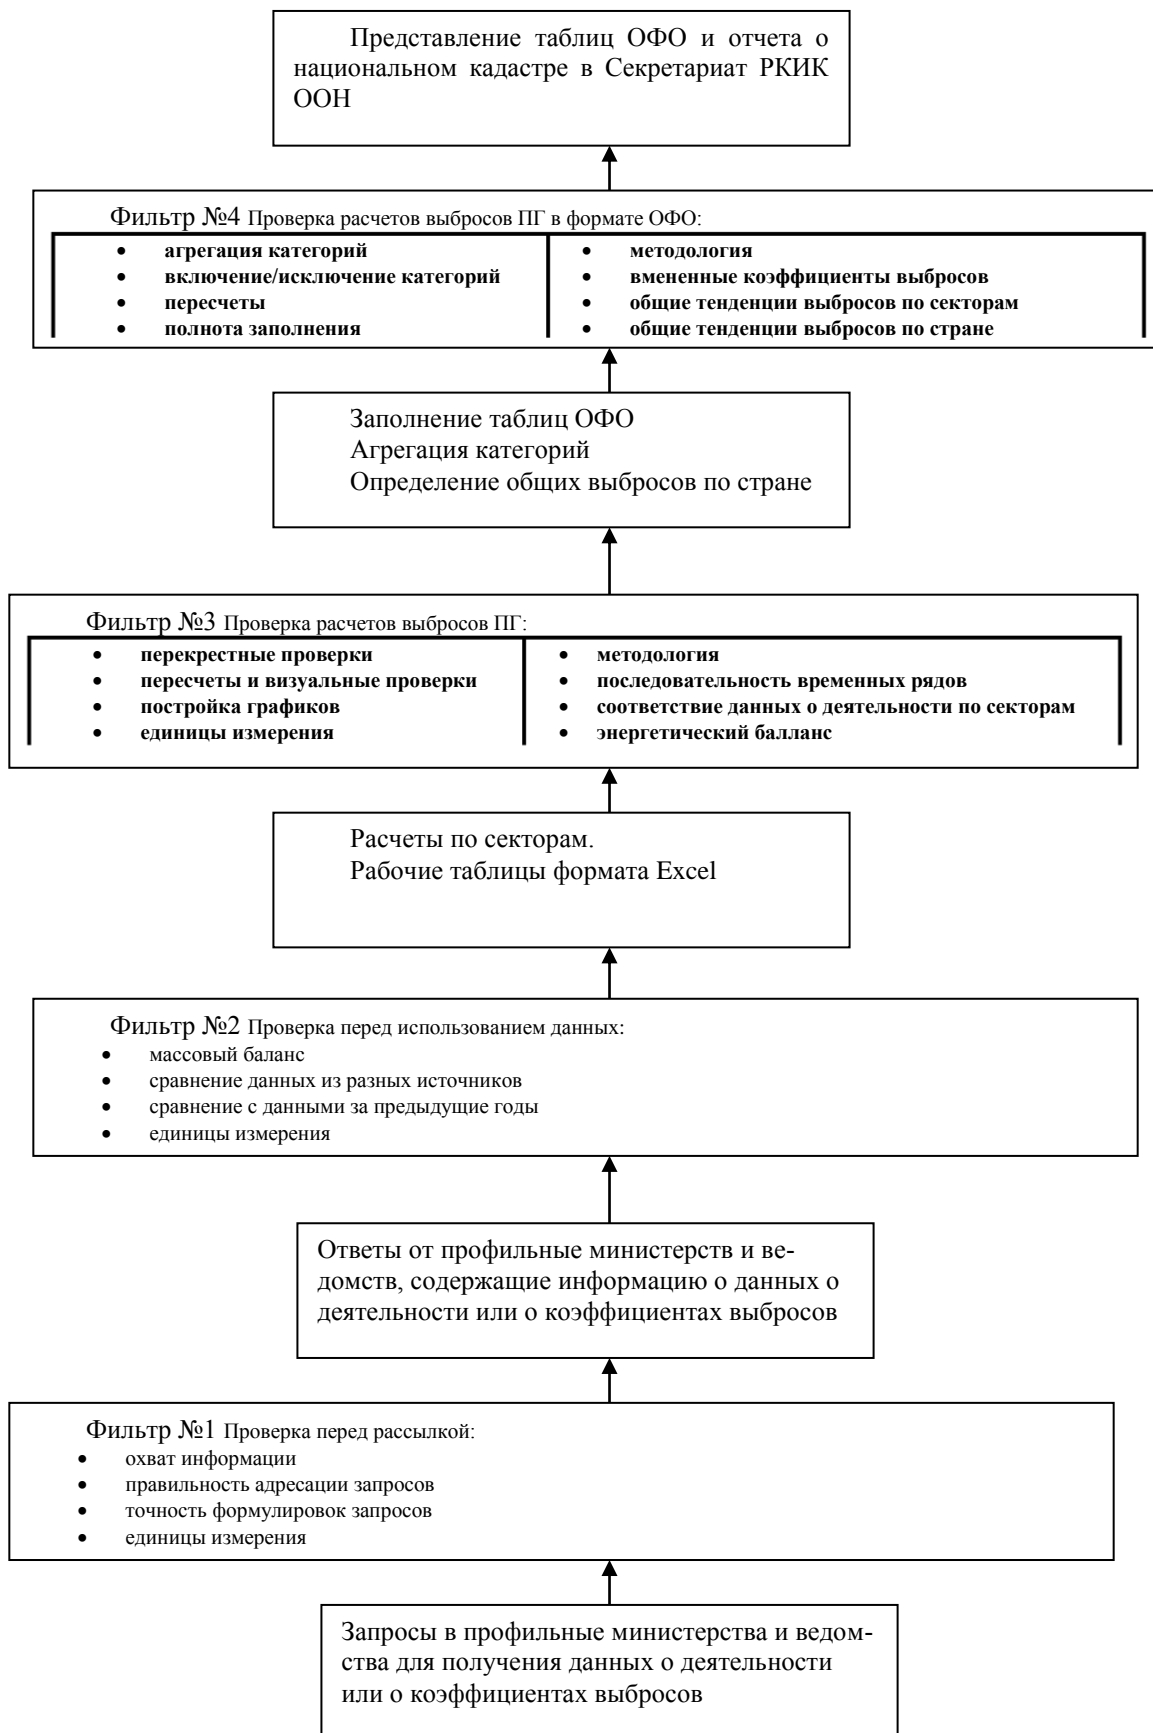 Представление таблиц ОФО и отчета о
национальном кадастре в Секретариат РКИК
ООН
Фильтр №4 Проверка расчетов выбросов ПГ в формате ОФО:
• агрегация категорий
• включение/исключение категорий
• пересчеты
• полнота заполнения
• методология
• вмененные коэффициенты выбросов
• общие тенденции выбросов по секторам
• общие тенденции выбросов по стране
Заполнение таблиц ОФО
Агрегация категорий
Определение общих выбросов по стране
Фильтр №3 Проверка расчетов выбросов ПГ:
• перекрестные проверки
• пересчеты и визуальные проверки
• постройка графиков
• единицы измерения
• методология
• последовательность временных рядов
• соответствие данных о деятельности по секторам
• энергетический балланс
Расчеты по секторам.
Рабочие таблицы формата Excel
Фильтр №2 Проверка перед использованием данных:
• массовый баланс
• сравнение данных из разных источников
• сравнение с данными за предыдущие годы
• единицы измерения
Ответы от профильные министерств и ве-
домств, содержащие информацию о данных о
деятельности или о коэффициентах выбросов
Фильтр №1 Проверка перед рассылкой:
• охват информации
• правильность адресации запросов
• точность формулировок запросов
• единицы измерения
Запросы в профильные министерства и ведом-
ства для получения данных о деятельности
или о коэффициентах выбросов